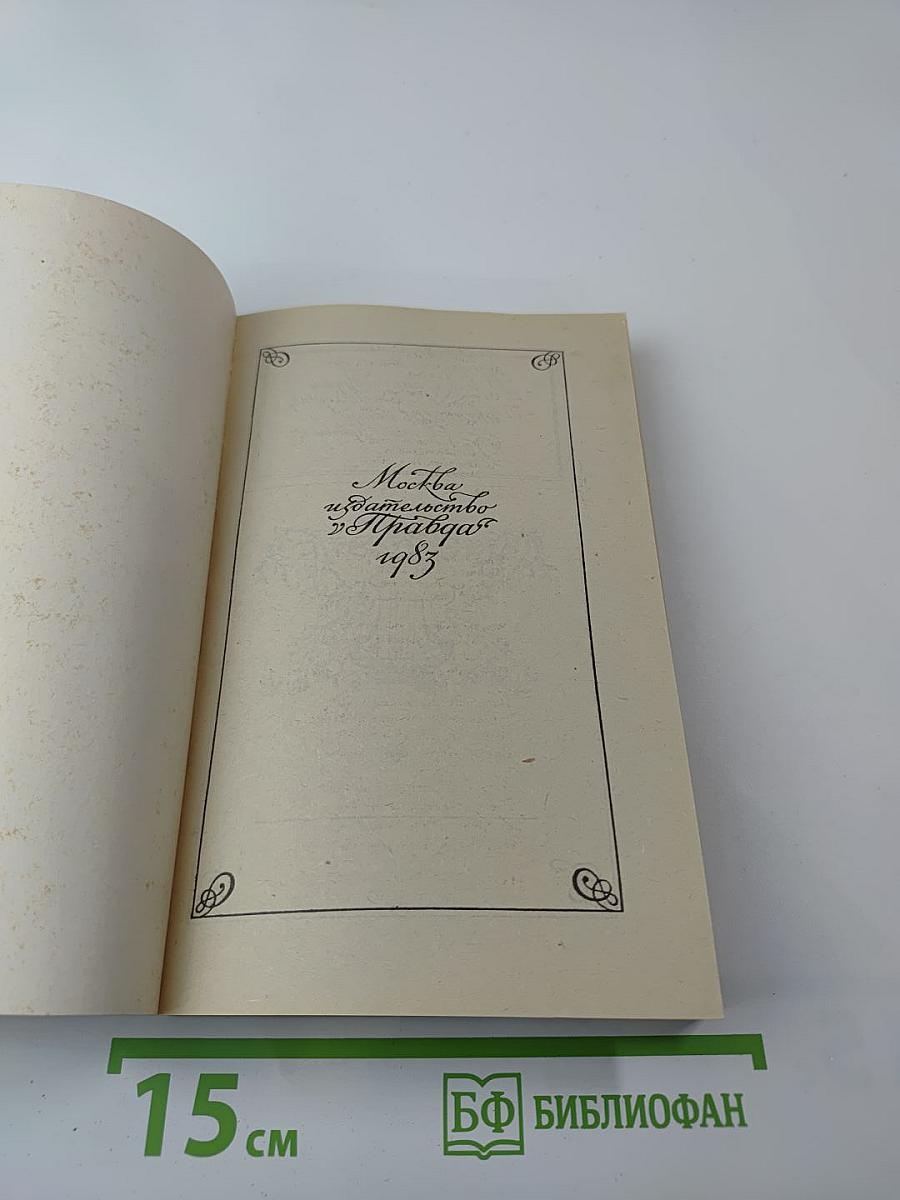 Москва
издательство
„Правда“
1983
15 см
БФ БИБЛИОФАН